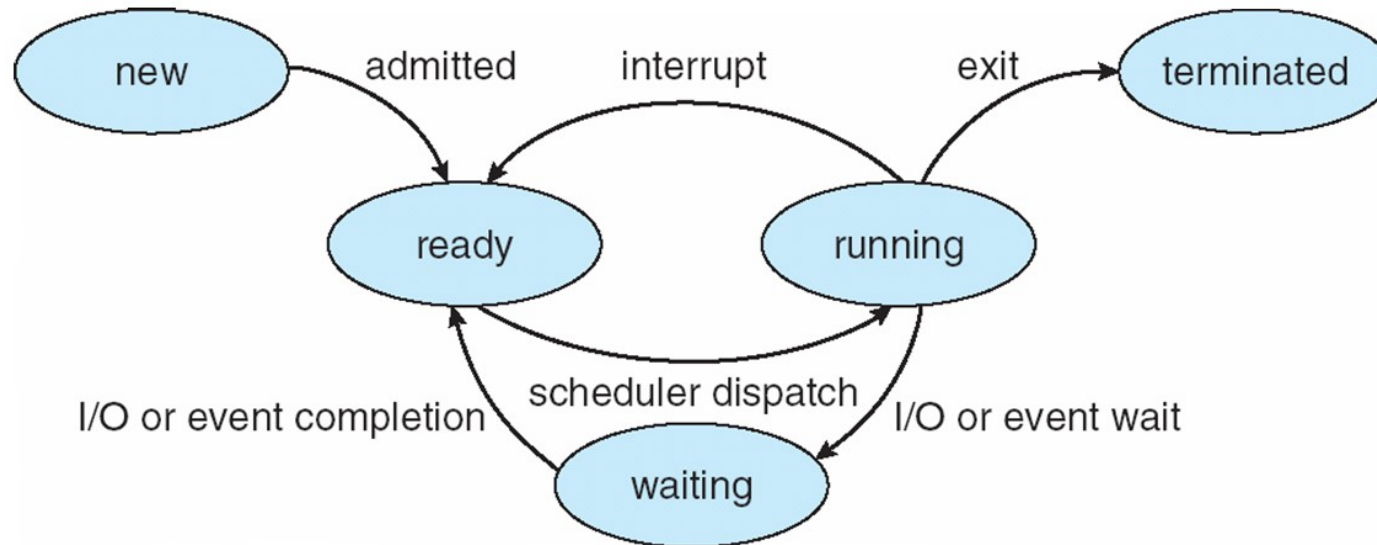 new
admitted
interrupt
exit
terminated
ready
running
scheduler dispatch
I/O or event completion
I/O or event wait
waiting